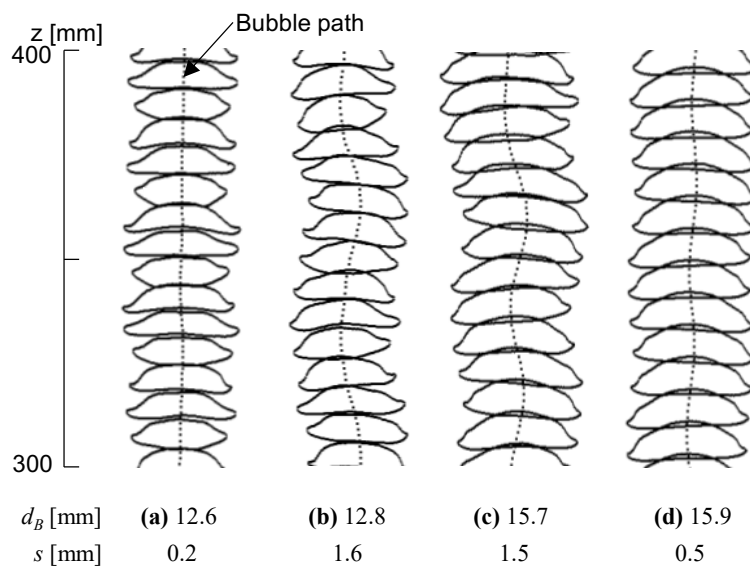 z [mm]
Bubble path
400
300
d_B [mm] (a) 12.6 (b) 12.8 (c) 15.7 (d) 15.9
s [mm] 0.2 1.6 1.5 0.5